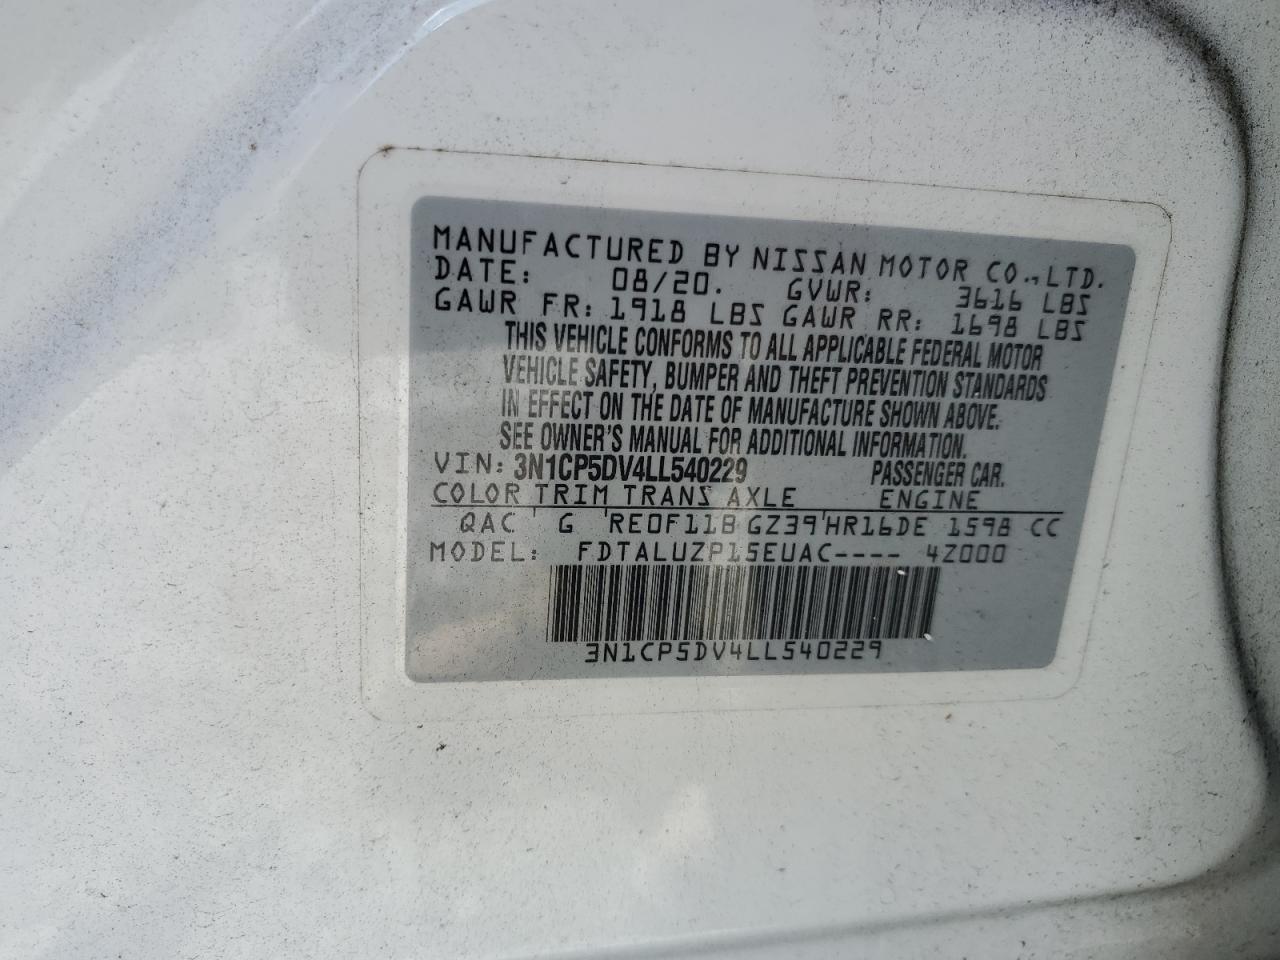 MANUFACTURED BY NISSAN MOTOR CO., LTD.
DATE: 08/20. GVWR: 3616 LBS
GAWR FR: 1918 LBS GAWR RR: 1698 LBS
THIS VEHICLE CONFORMS TO ALL APPLICABLE FEDERAL MOTOR
VEHICLE SAFETY, BUMPER AND THEFT PREVENTION STANDARDS
IN EFFECT ON THE DATE OF MANUFACTURE SHOWN ABOVE.
SEE OWNER'S MANUAL FOR ADDITIONAL INFORMATION.
VIN: 3N1CP5DV4LL540229 PASSENGER CAR.
COLOR TRIM TRANS AXLE ENGINE
QAC ' G 'RE0F11B GZ39'HR16DE 1598 CC
MODEL: FDTALUZP15EUAC---- 4Z000
3N1CP5DV4LL540229